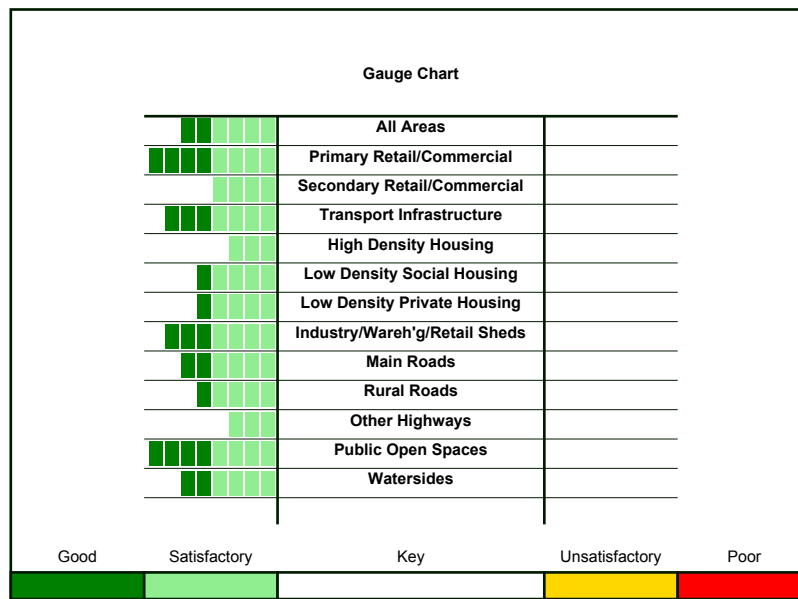 Gauge Chart
All Areas
Primary Retail/Commercial
Secondary Retail/Commercial
Transport Infrastructure
High Density Housing
Low Density Social Housing
Low Density Private Housing
Industry/Wareh'g/Retail Sheds
Main Roads
Rural Roads
Other Highways
Public Open Spaces
Watersides
Good Satisfactory Key Unsatisfactory Poor